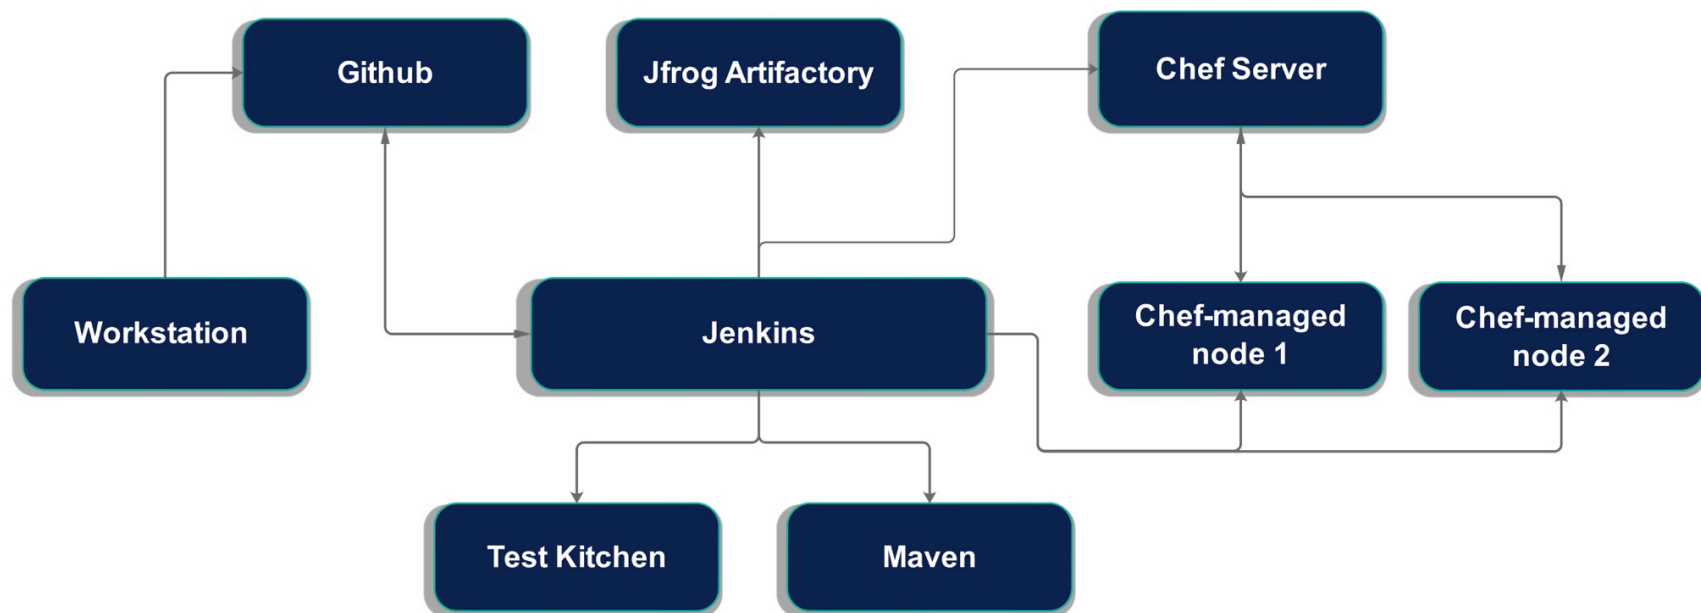 Github
Jfrog Artifactory
Chef Server
Workstation
Jenkins
Chef-managed
node 1
Chef-managed
node 2
Test Kitchen
Maven